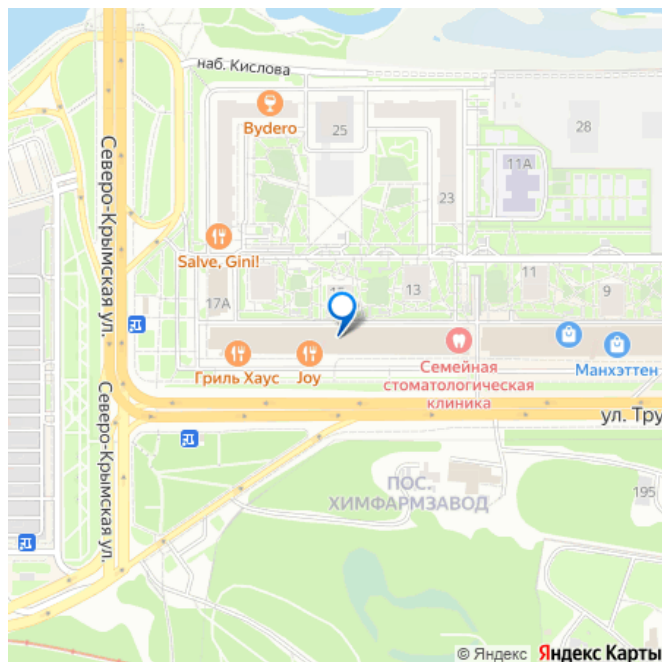 наб. Кислова
Bydero
25
28
11А
23
Северо-Крымская ул.
Salve, Gini!
17А
13
11
9
Гриль Хаус
Joy
Семейная
стоматологическая
клиника
Манхэттен
Северо-Крымская ул.
ул. Тру
ПОС.
ХИМФАРМЗАВОД
195
© Яндекс Яндекс Карты